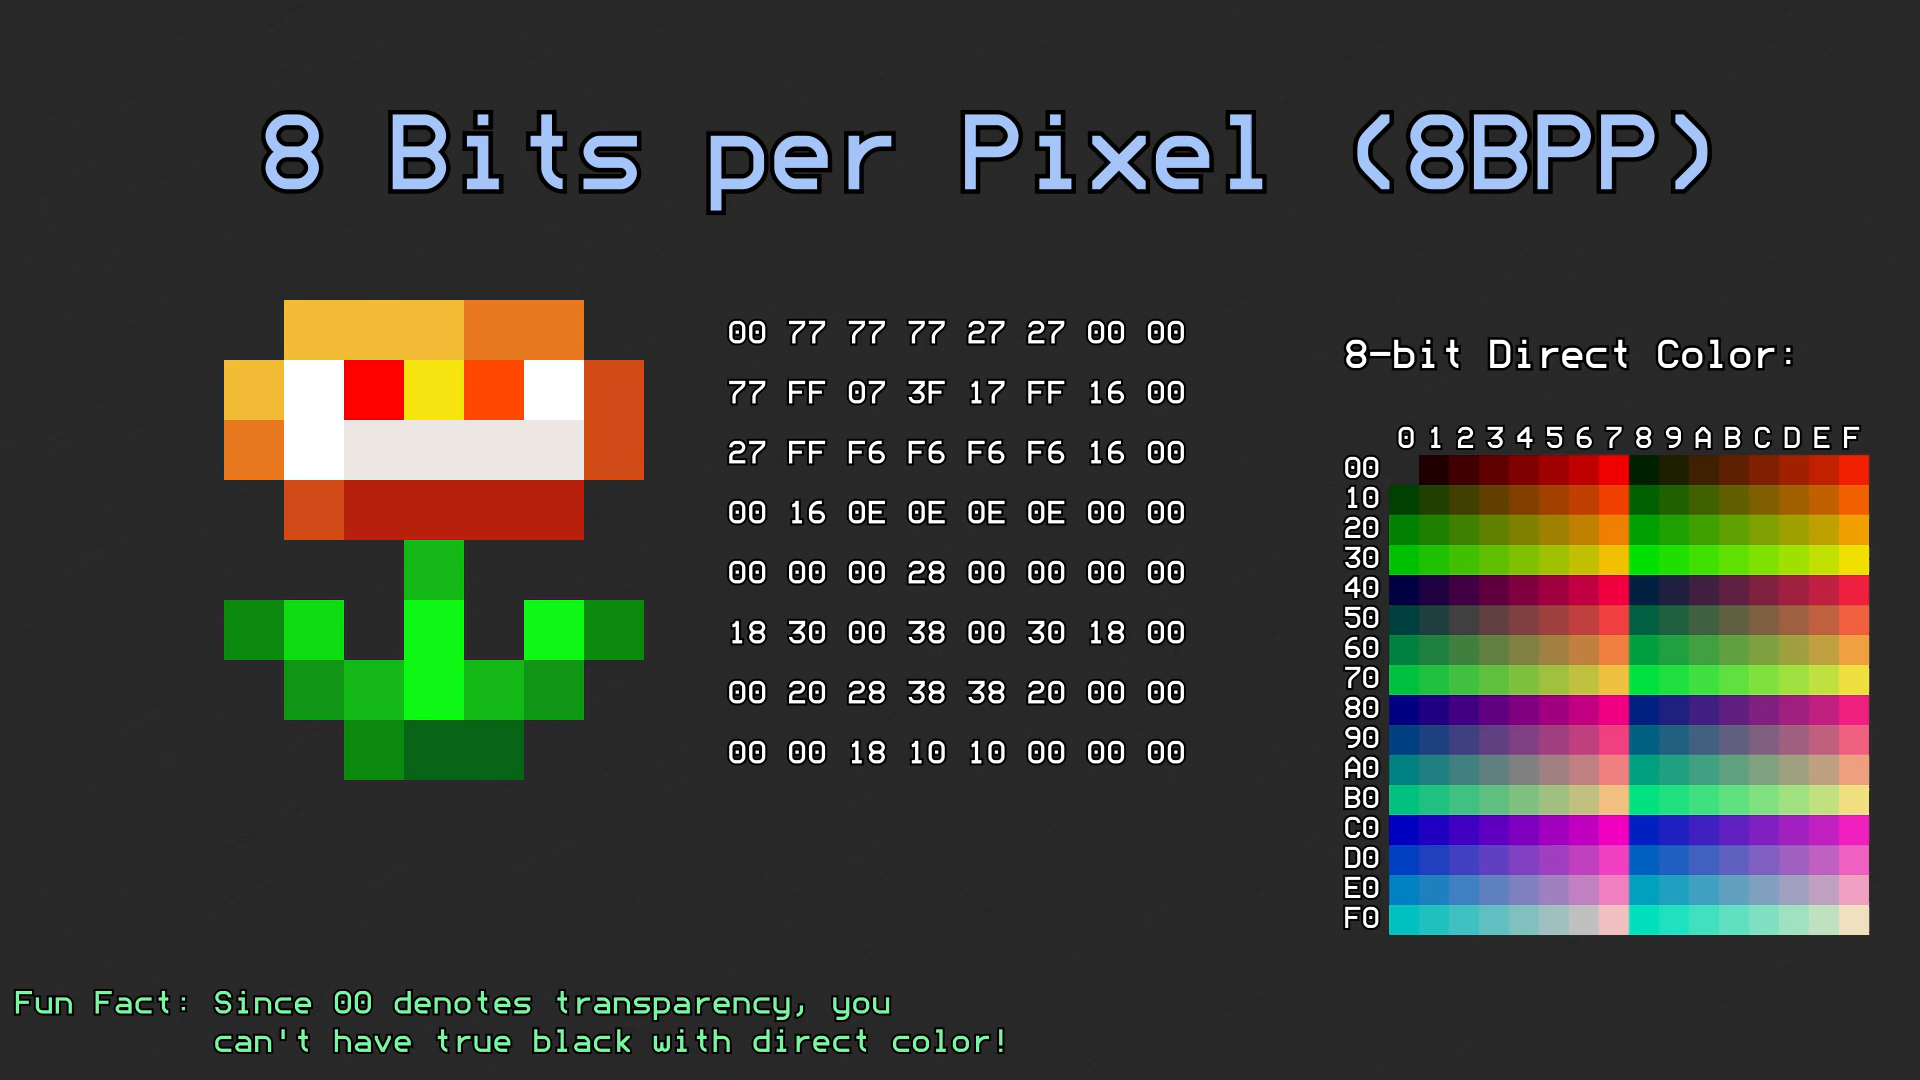 8 Bits per Pixel (8BPP)
00 77 77 77 27 27 00 00
77 FF 07 3F 17 FF 16 00
27 FF F6 F6 F6 F6 16 00
00 16 0E 0E 0E 0E 00 00
00 00 00 28 00 00 00 00
18 30 00 38 00 30 18 00
00 20 28 38 38 20 00 00
00 00 18 10 10 00 00 00
8-bit Direct Color:
0 1 2 3 4 5 6 7 8 9 A B C D E F
00
10
20
30
40
50
60
70
80
90
A0
B0
C0
D0
E0
F0
Fun Fact: Since 00 denotes transparency, you
can't have true black with direct color!